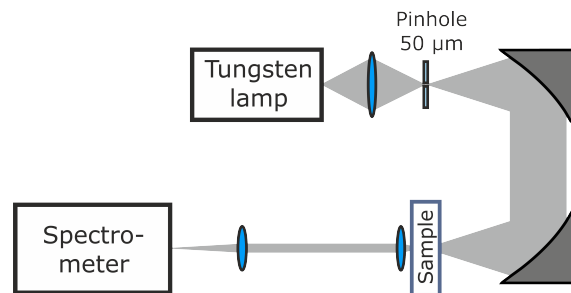 Pinhole
50 µm
Tungsten
lamp
Spectro-
meter
Sample